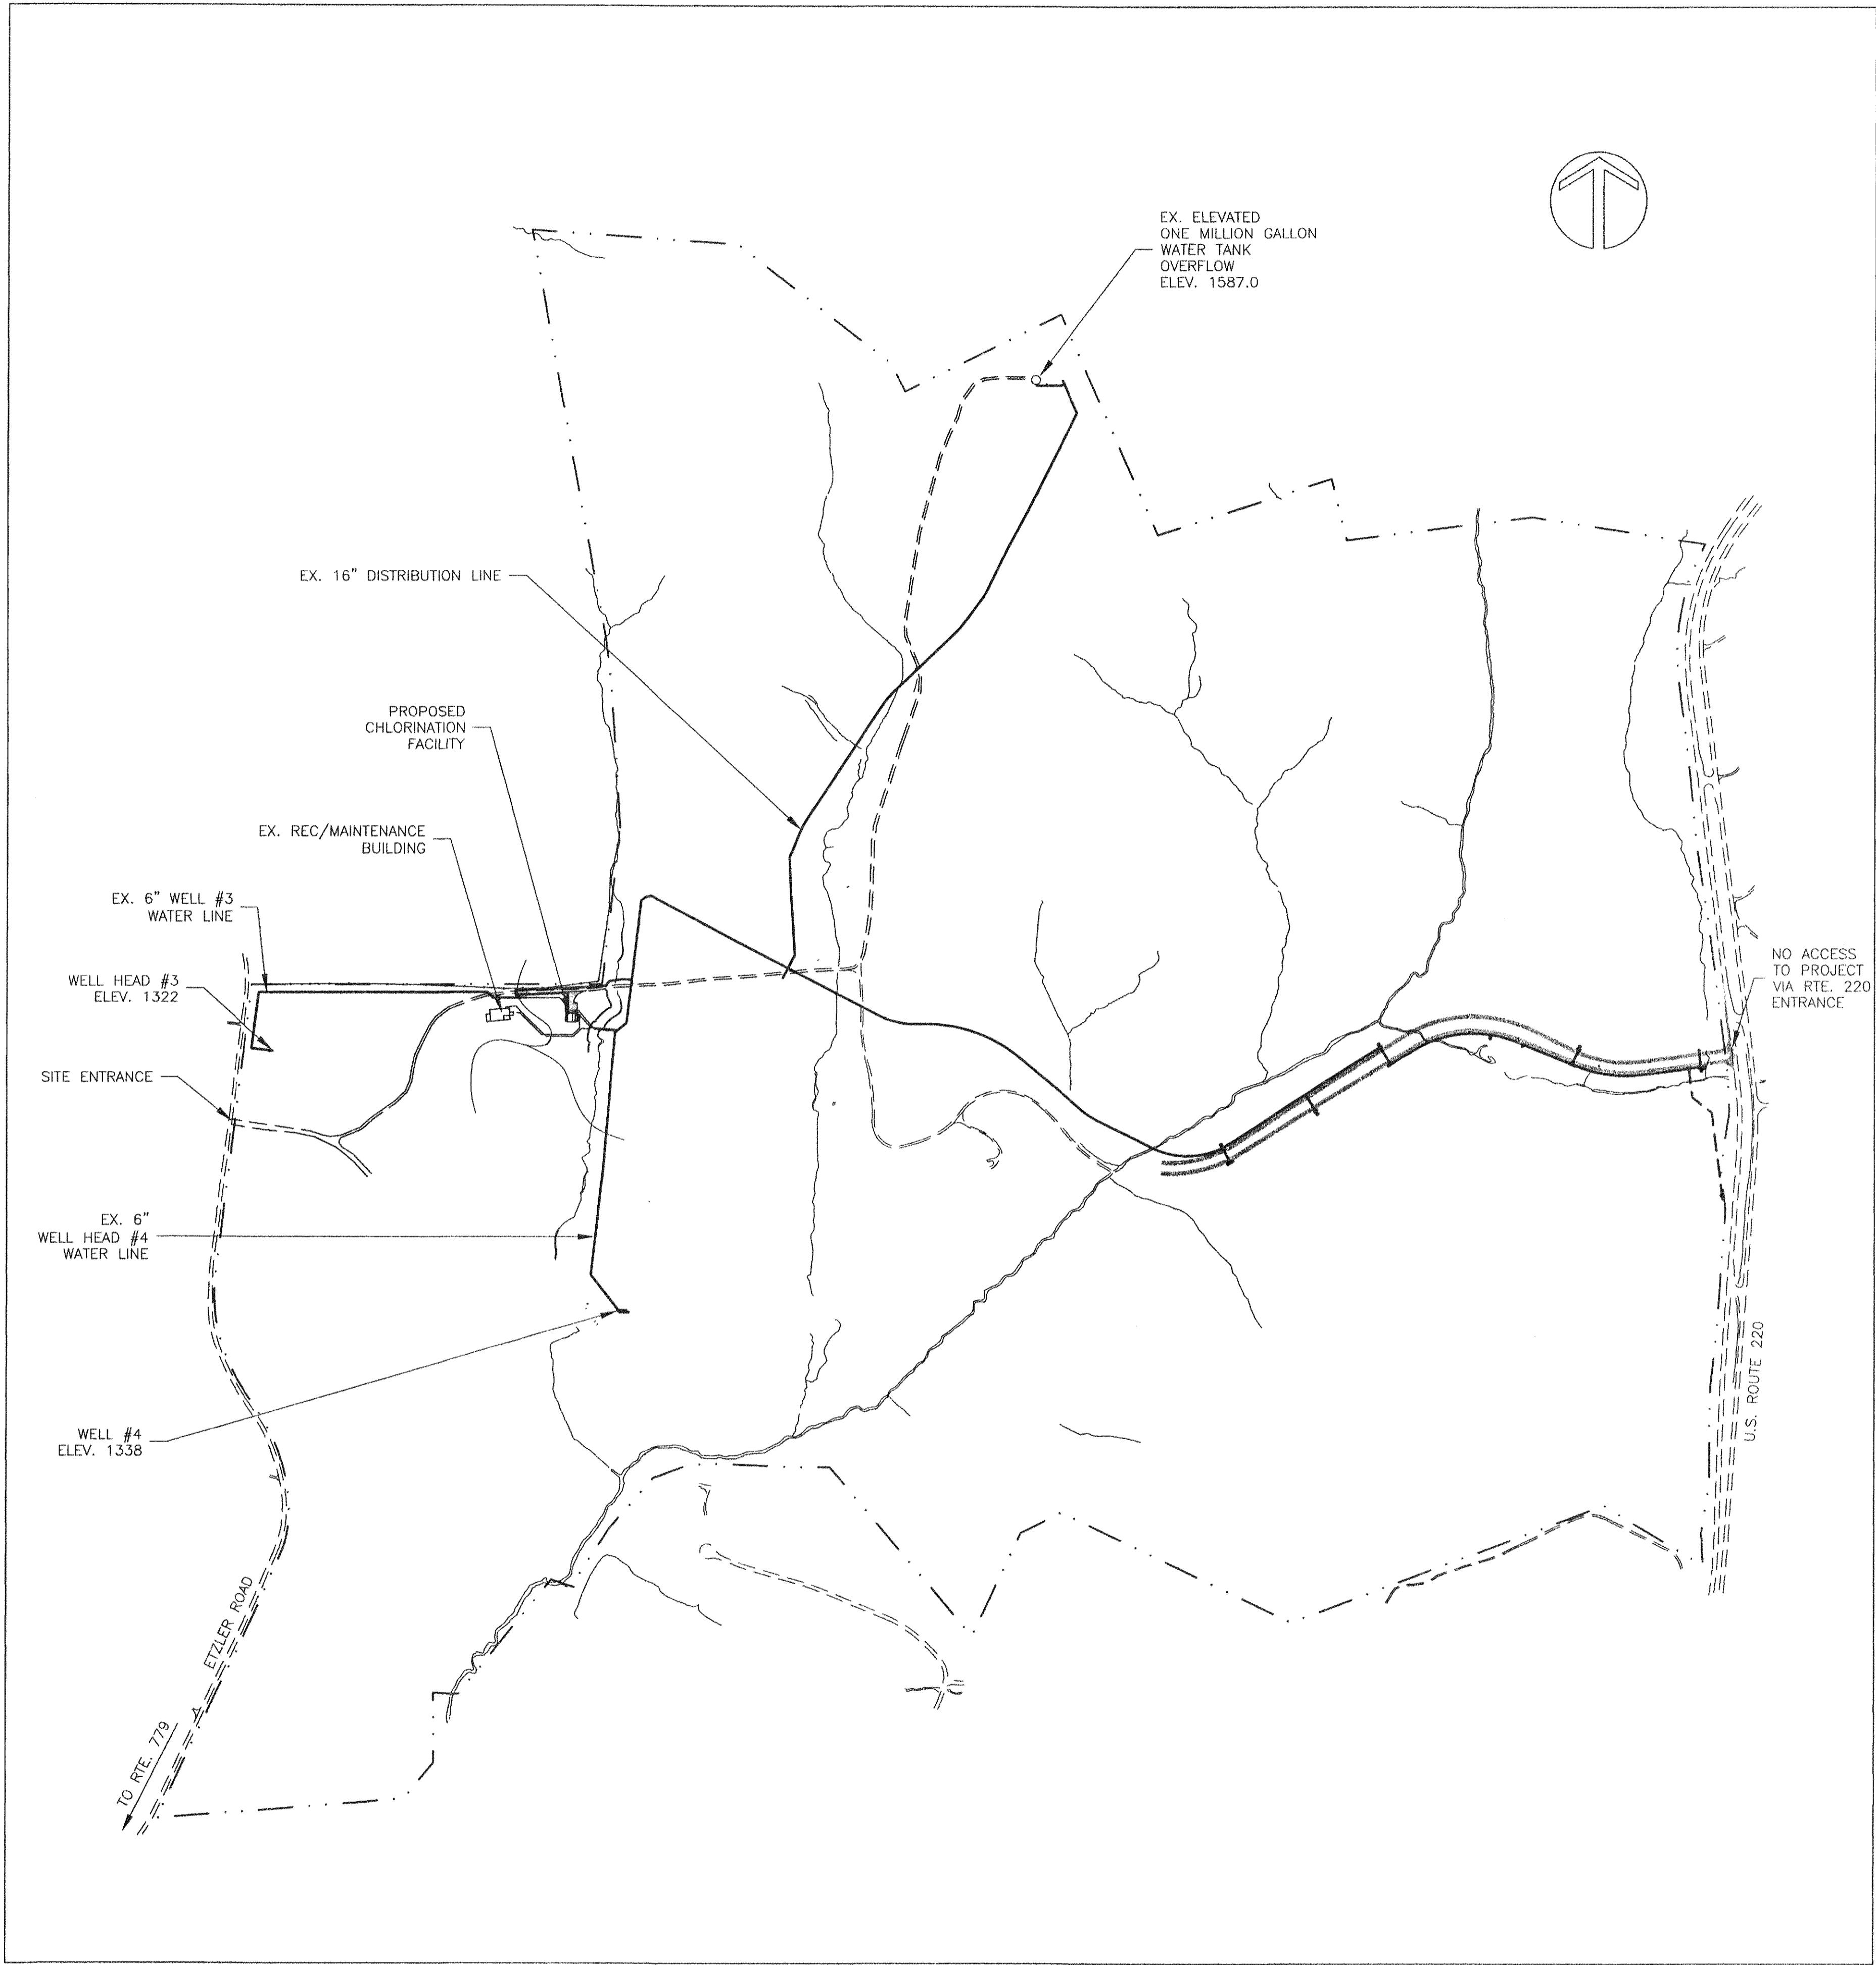 EX. ELEVATED
ONE MILLION GALLON
WATER TANK
OVERFLOW
ELEV. 1587.0
EX. 16" DISTRIBUTION LINE
PROPOSED
CHLORINATION
FACILITY
EX. REC/MAINTENANCE
BUILDING
EX. 6" WELL #3
WATER LINE
WELL HEAD #3
ELEV. 1322
NO ACCESS
TO PROJECT
VIA RTE. 220
ENTRANCE
SITE ENTRANCE
EX. 6"
WELL HEAD #4
WATER LINE
WELL #4
ELEV. 1338
U.S. ROUTE 220
ETZLER ROAD
TO RTE. 779